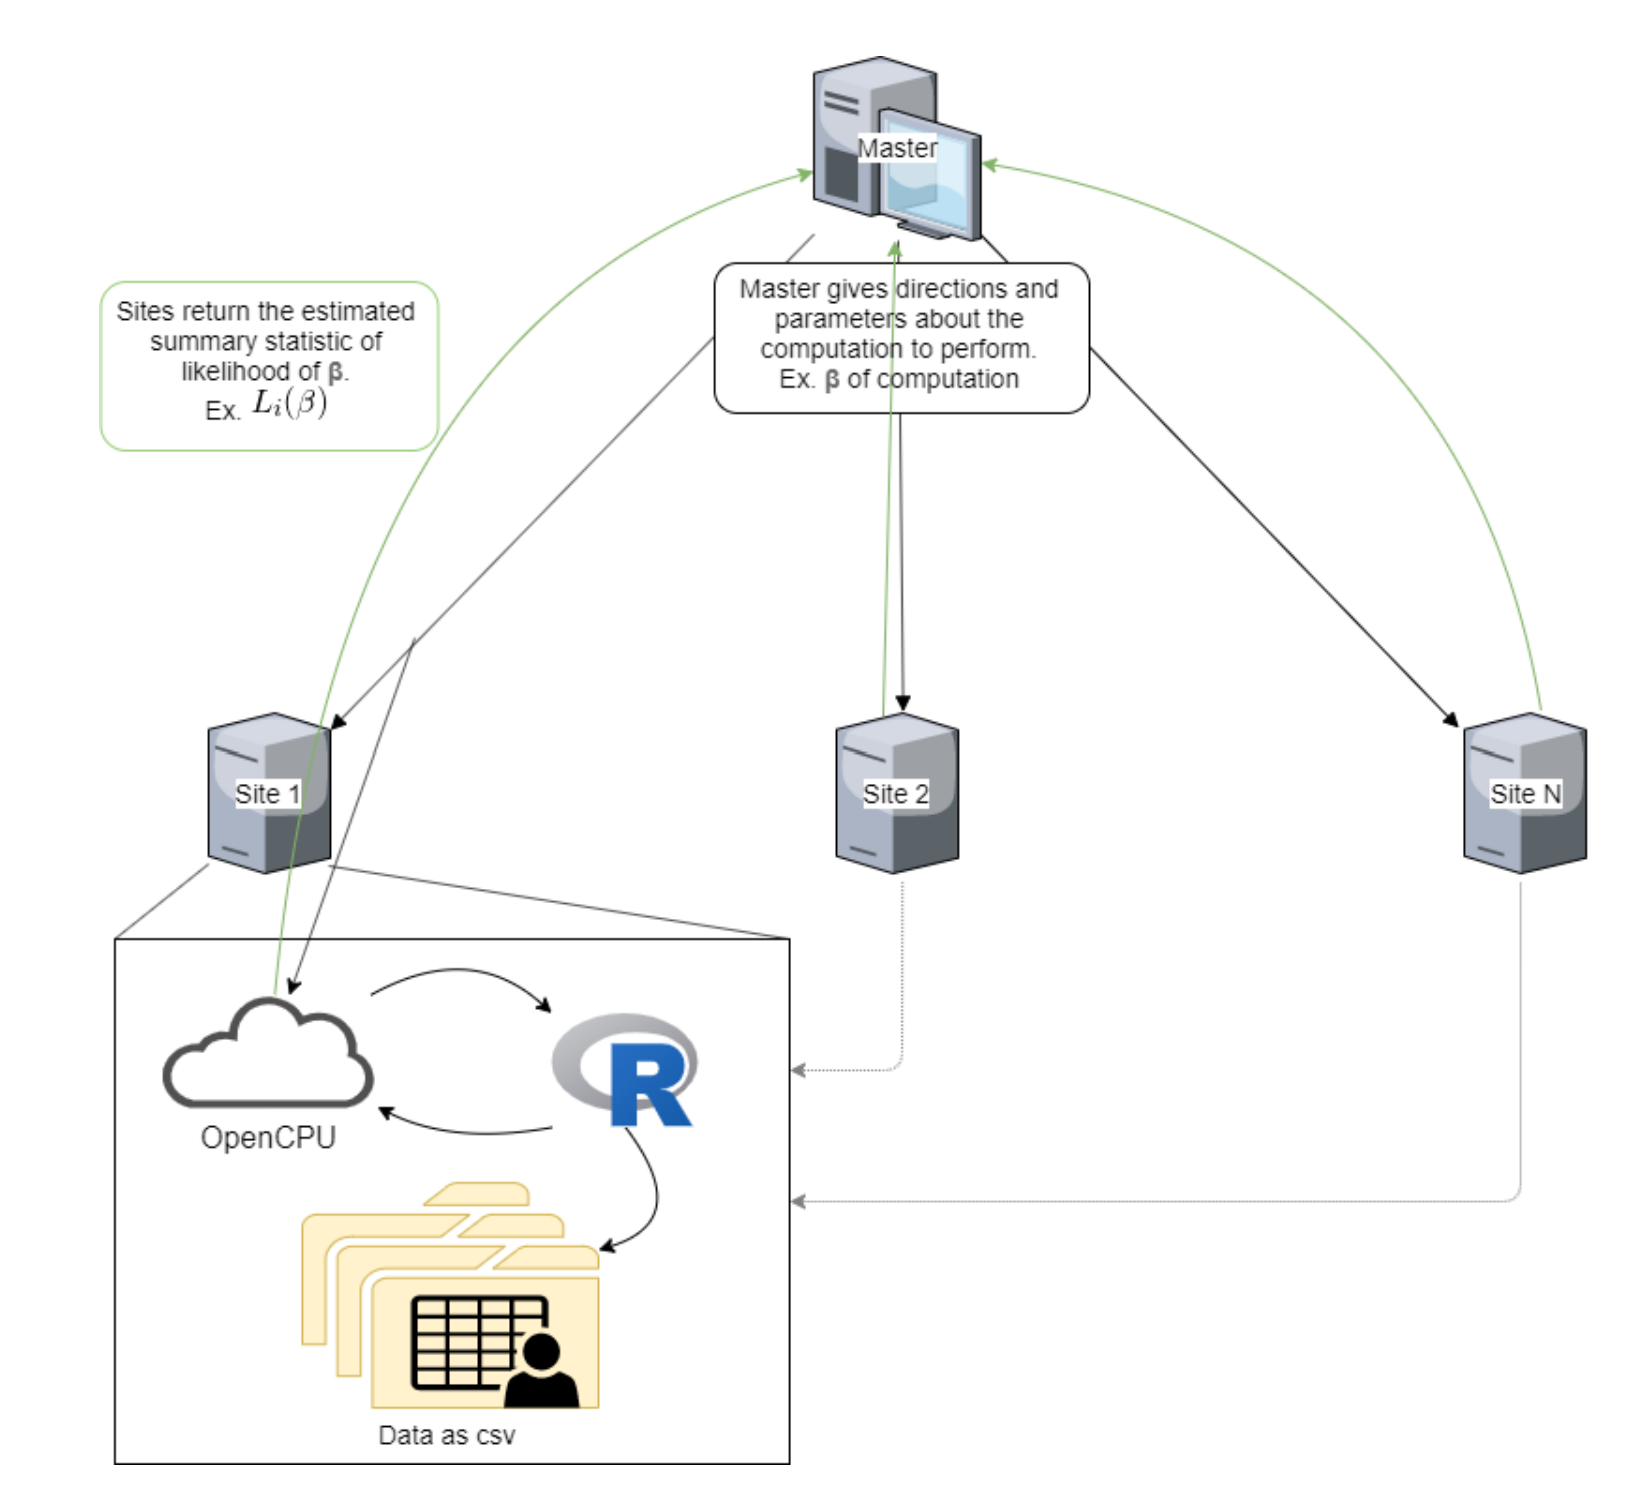 Master
Master gives directions and
parameters about the
computation to perform.
Ex. β of computation
Sites return the estimated
summary statistic of
likelihood of β.
Ex. L_i(β)
Site 1
Site 2
Site N
R
OpenCPU
Data as csv